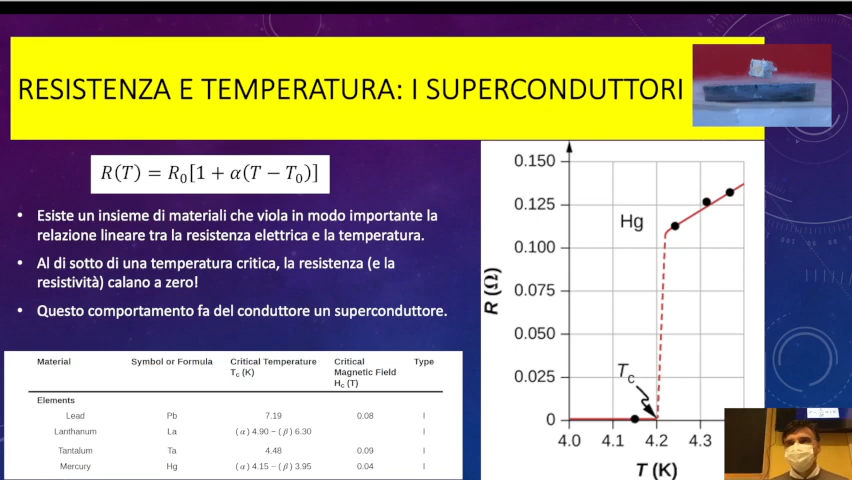 RESISTENZA E TEMPERATURA: I SUPERCONDUTTORI
R(T) = R₀[1 + α(T − T₀)]
• Esiste un insieme di materiali che viola in modo importante la
relazione lineare tra la resistenza elettrica e la temperatura.
• Al di sotto di una temperatura critica, la resistenza (e la
resistività) calano a zero!
• Questo comportamento fa del conduttore un superconduttore.
Material Symbol or Formula Critical Temperature Critical Type
T_c (K) Magnetic Field
H_c (T)
Elements
Lead Pb 7.19 0.08 I
Lanthanum La (α) 4.90 − (β) 6.30 I
Tantalum Ta 4.48 0.09 I
Mercury Hg (α) 4.15 − (β) 3.95 0.04 I
0.150
0.125
Hg
0.100
0.075
R (Ω)
0.050
T_c
0.025
0
4.0 4.1 4.2 4.3
T (K)